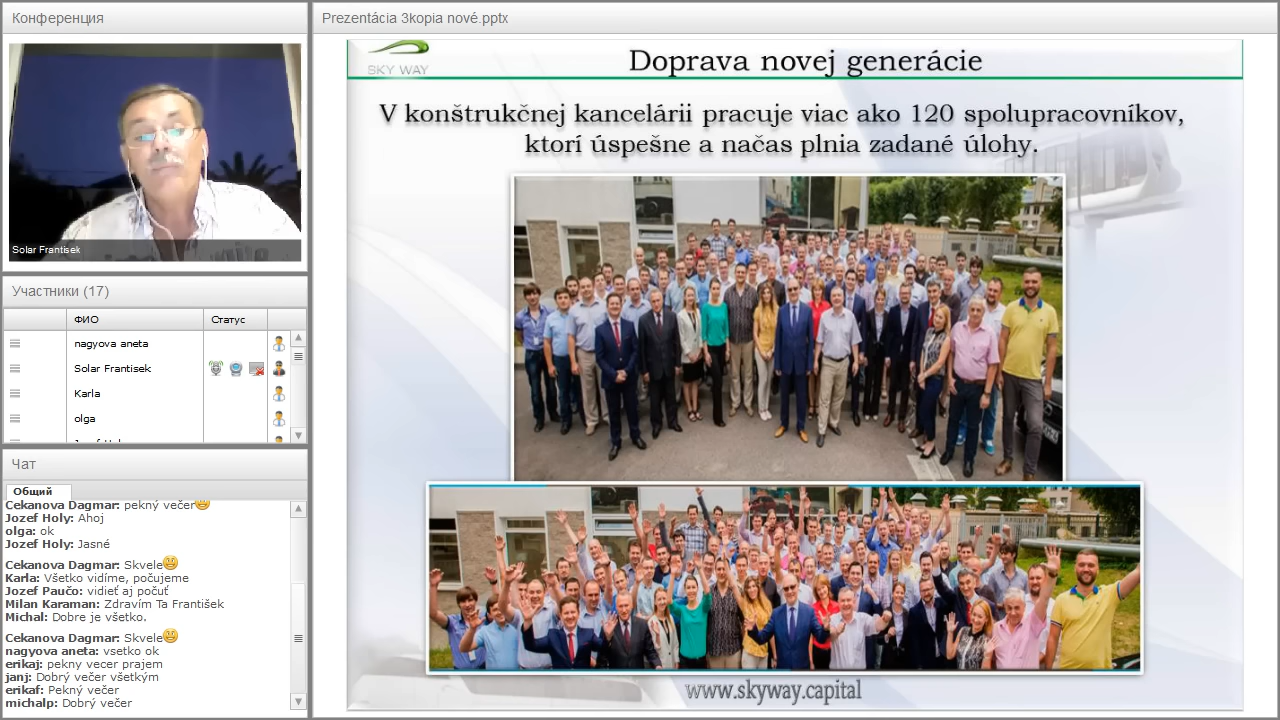 Конференция
Solar Frantisek
Участники (17)
ФИО
Статус
nagyova aneta
Solar Frantisek
Karla
olga
Чат
Общий
Cekanova Dagmar: pekný večer
Jozef Holy: Ahoj
olga: ok
Jozef Holy: Jasné
Cekanova Dagmar: Skvele
Karla: Všetko vidíme, počujeme
Jozef Paučo: vidieť aj počuť
Milan Karaman: Zdravím Ta František
Michal: Dobre je všetko.
Cekanova Dagmar: Skvele
nagyova aneta: vsetko ok
erikaj: pekny vecer prajem
janj: Dobrý večer všetkým
erikaf: Pekný večer
michalp: Dobrý večer
Prezentácia 3kopia nové.pptx
SKY WAY
Doprava novej generácie
V konštrukčnej kancelárii pracuje viac ako 120 spolupracovníkov,
ktorí úspešne a načas plnia zadané úlohy.
www.skyway.capital